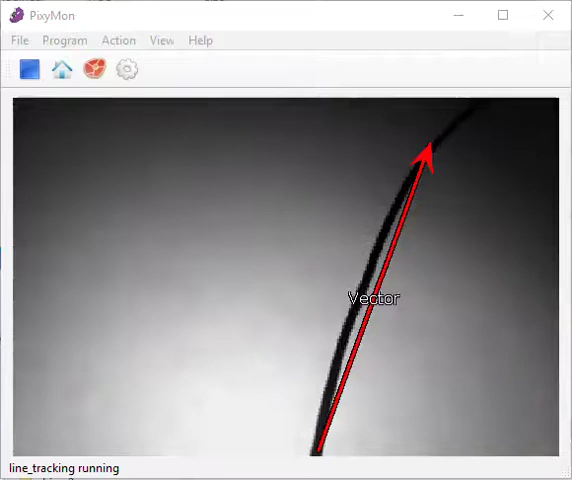 PixyMon
File Program Action View Help
Vector
line_tracking running